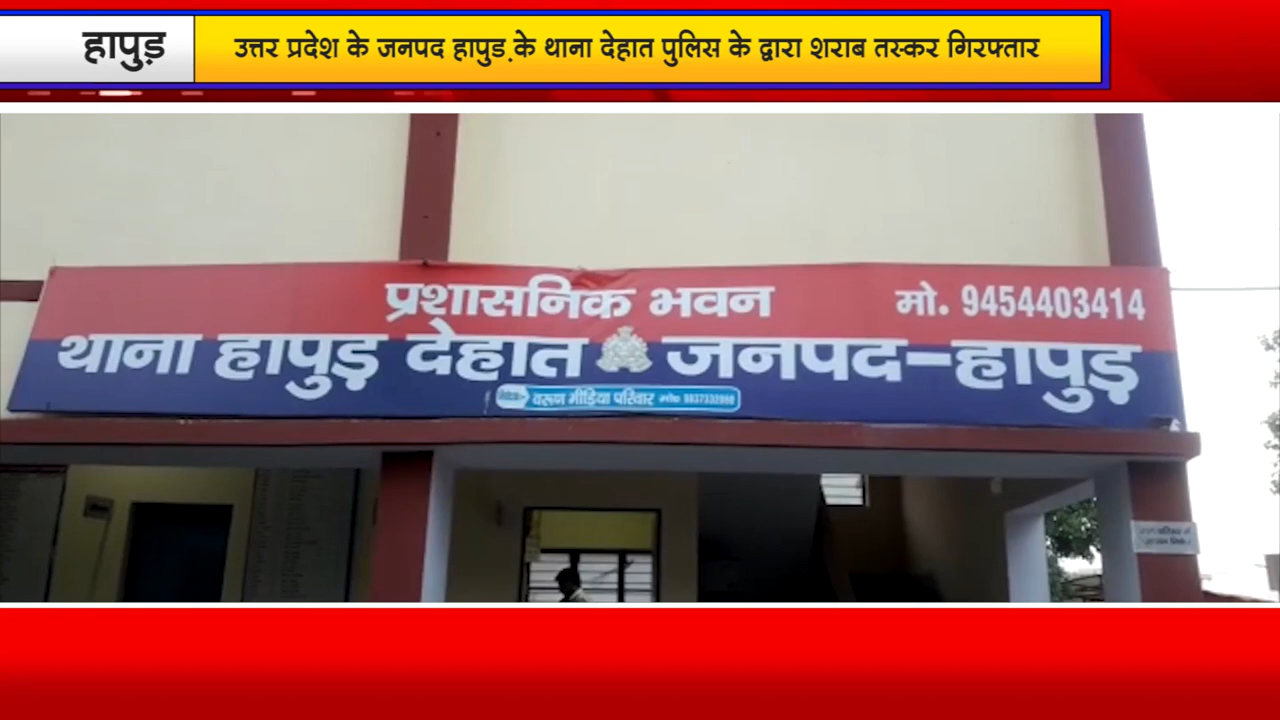 हापुड़
उत्तर प्रदेश के जनपद हापुड़ के थाना देहात पुलिस के द्वारा शराब तस्कर गिरफ्तार
प्रशासनिक भवन
मो. 9454403414
थाना हापुड़ देहात जनपद-हापुड़
वरूण मीडिया परिवार